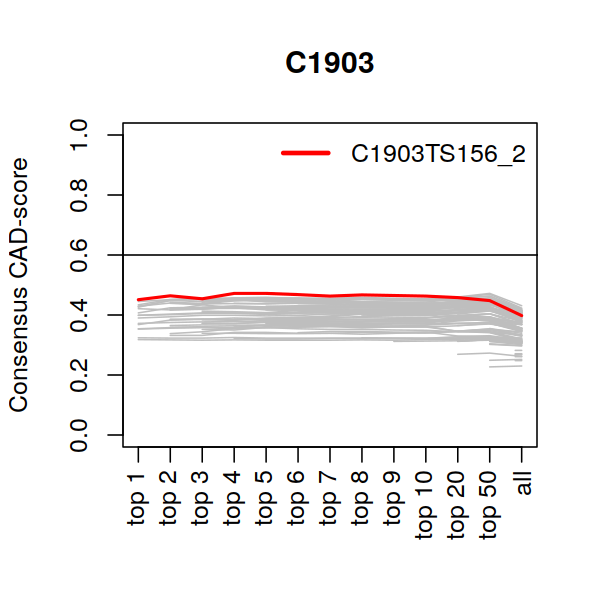 C1903
C1903TS156_2
Consensus CAD-score
1.0
0.8
0.6
0.4
0.2
0.0
top 1
top 2
top 3
top 4
top 5
top 6
top 7
top 8
top 9
top 10
top 20
top 50
all